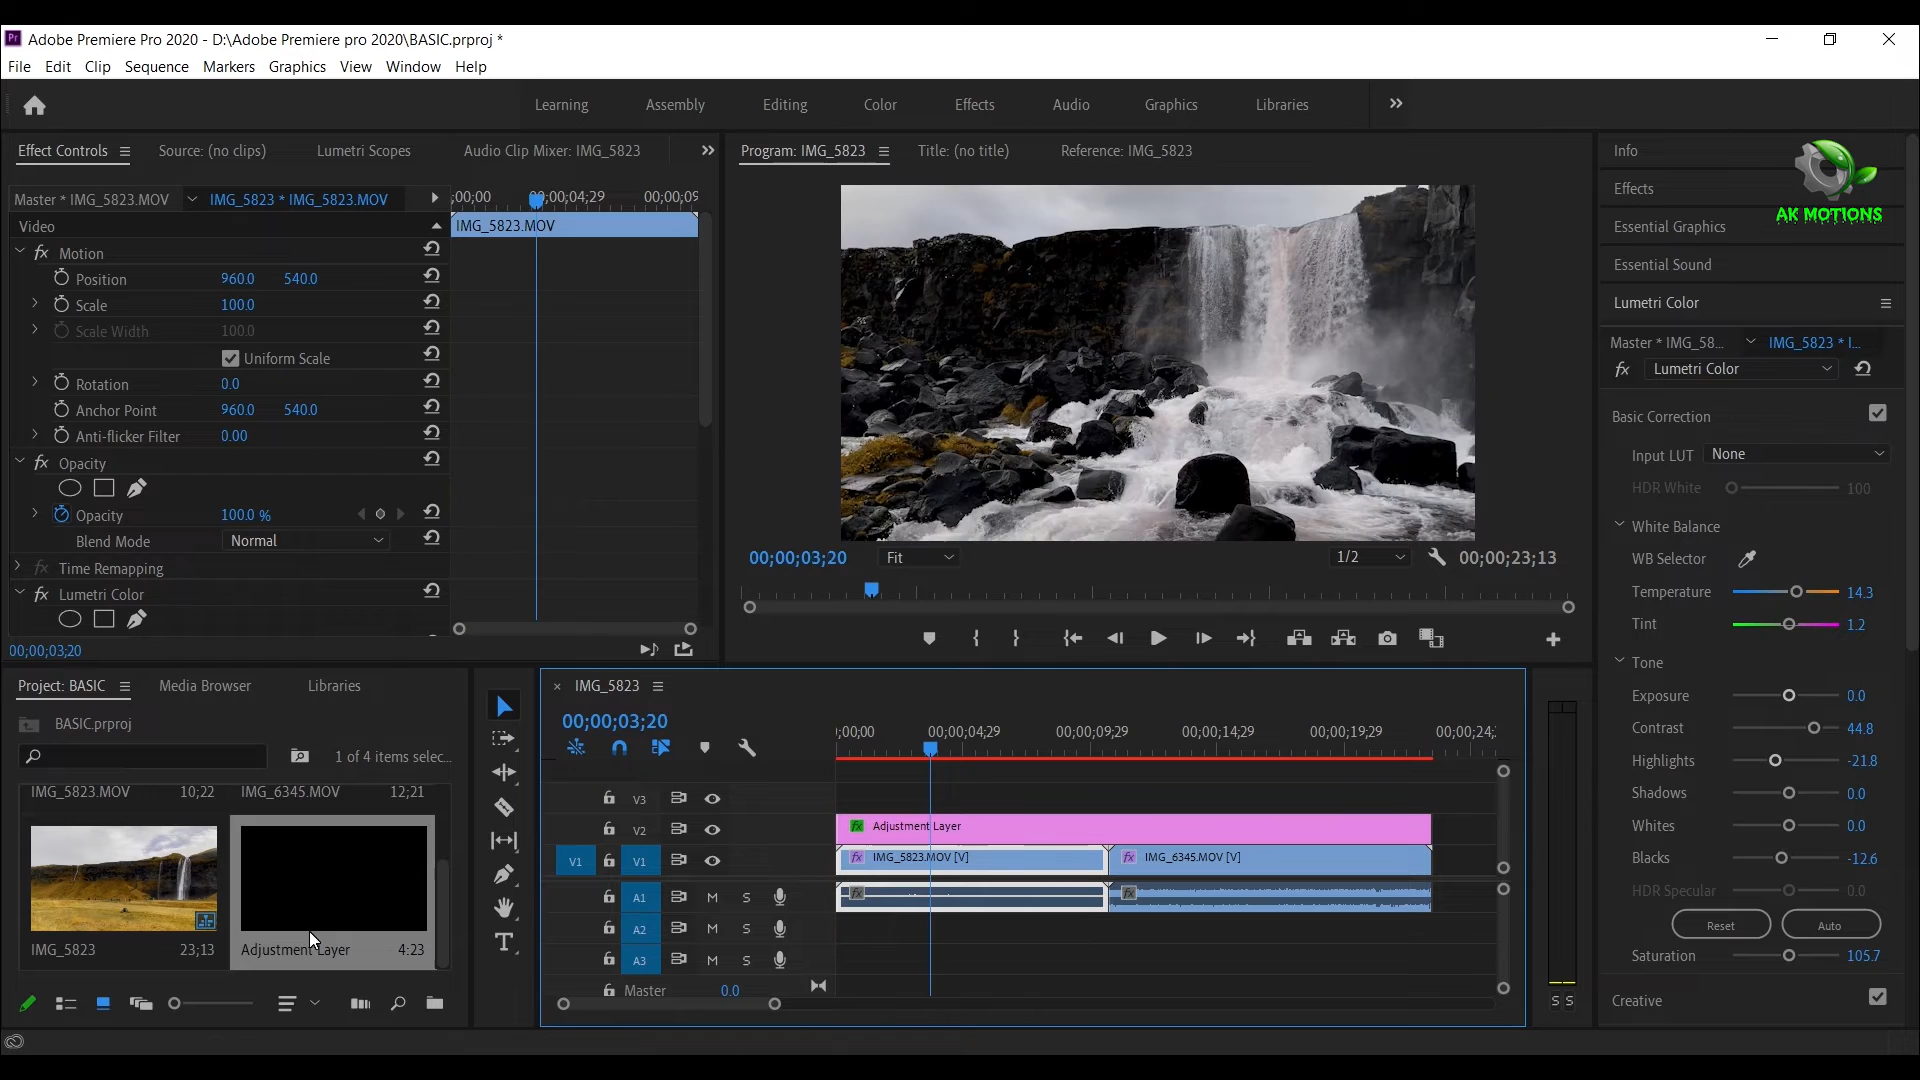 Adobe Premiere Pro 2020 - D:\Adobe Premiere pro 2020\BASIC.prproj *
File Edit Clip Sequence Markers Graphics View Window Help
Learning Assembly Editing Color Effects Audio Graphics Libraries
Effect Controls Source: (no clips) Lumetri Scopes Audio Clip Mixer: IMG_5823
Master * IMG_5823.MOV IMG_5823 * IMG_5823.MOV
;00;00 00;00;04;29 00;00;09
Video
IMG_5823.MOV
fx Motion
Position 960.0 540.0
Scale 100.0
Scale Width 100.0
Uniform Scale
Rotation 0.0
Anchor Point 960.0 540.0
Anti-flicker Filter 0.00
fx Opacity
Opacity 100.0 %
Blend Mode Normal
fx Time Remapping
fx Lumetri Color
00;00;03;20
Program: IMG_5823 Title: (no title) Reference: IMG_5823
00;00;03;20 Fit 1/2 00;00;23;13
Info
Effects
Essential Graphics
Essential Sound
AK MOTIONS
Lumetri Color
Master * IMG_58... IMG_5823 * I...
fx Lumetri Color
Basic Correction
Input LUT None
HDR White 100
White Balance
WB Selector
Temperature 14.3
Tint 1.2
Tone
Exposure 0.0
Contrast 44.8
Highlights -21.8
Shadows 0.0
Whites 0.0
Blacks -12.6
HDR Specular 0.0
Reset Auto
Saturation 105.7
Creative
Project: BASIC Media Browser Libraries
BASIC.prproj
1 of 4 items selec...
IMG_5823.MOV 10;22 IMG_6345.MOV 12;21
IMG_5823 23;13 Adjustment Layer 4:23
IMG_5823
00;00;03;20
;00;00 00;00;04;29 00;00;09;29 00;00;14;29 00;00;19;29 00;00;24;
V3
V2 fx Adjustment Layer
V1 V1 fx IMG_5823.MOV [V] fx IMG_6345.MOV [V]
A1 M S fx fx
A2 M S
A3 M S
Master 0.0
S S